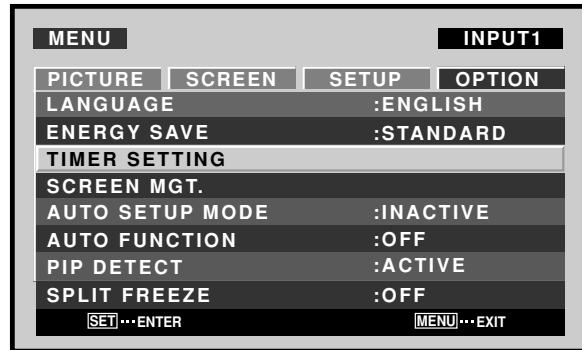 MENU INPUT1
PICTURE SCREEN SETUP OPTION
LANGUAGE :ENGLISH
ENERGY SAVE :STANDARD
TIMER SETTING
SCREEN MGT.
AUTO SETUP MODE :INACTIVE
AUTO FUNCTION :OFF
PIP DETECT :ACTIVE
SPLIT FREEZE :OFF
SET···ENTER MENU···EXIT